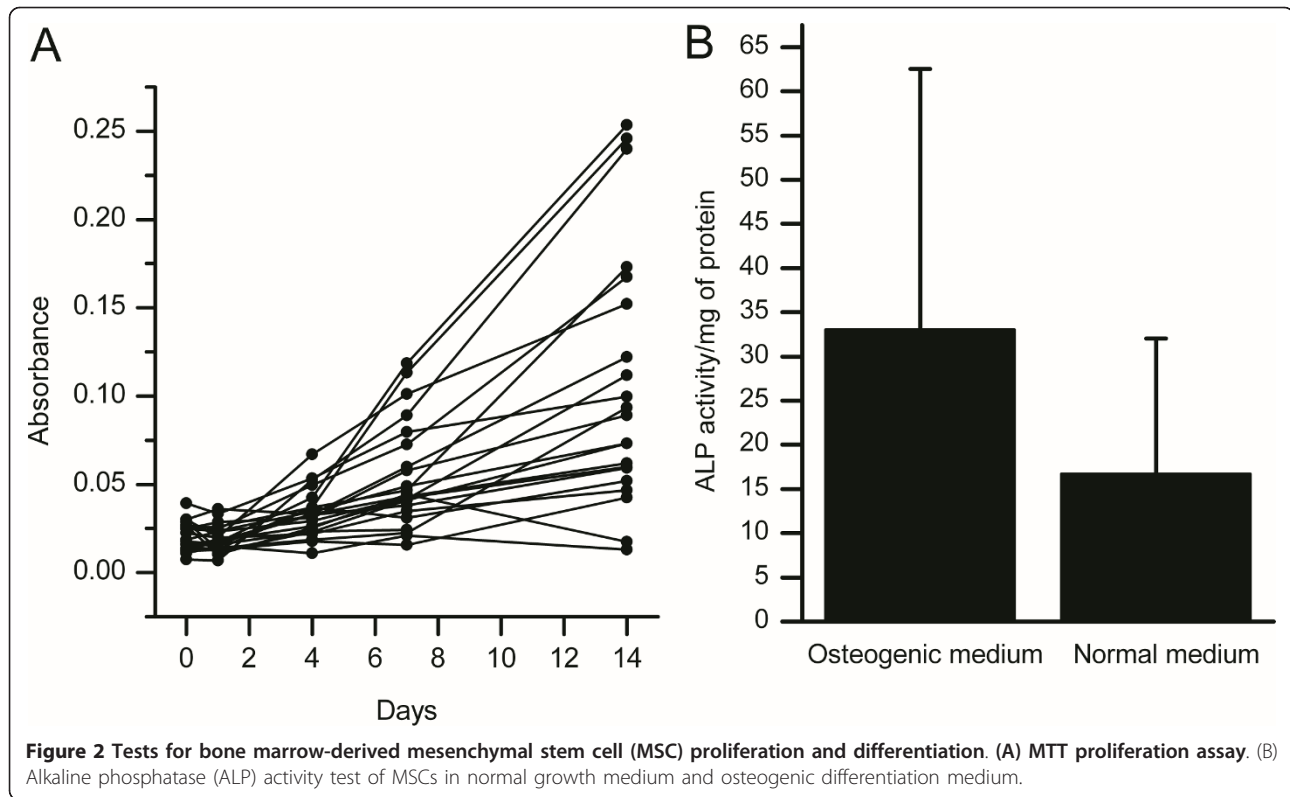 A
0.25
0.20
0.15
0.10
0.05
0.00
Absorbance
0 2 4 6 8 10 12 14
Days
B
65
60
55
50
45
40
35
30
25
20
15
10
5
0
ALP activity/mg of protein
Osteogenic medium Normal medium
Figure 2 Tests for bone marrow-derived mesenchymal stem cell (MSC) proliferation and differentiation. (A) MTT proliferation assay. (B)
Alkaline phosphatase (ALP) activity test of MSCs in normal growth medium and osteogenic differentiation medium.